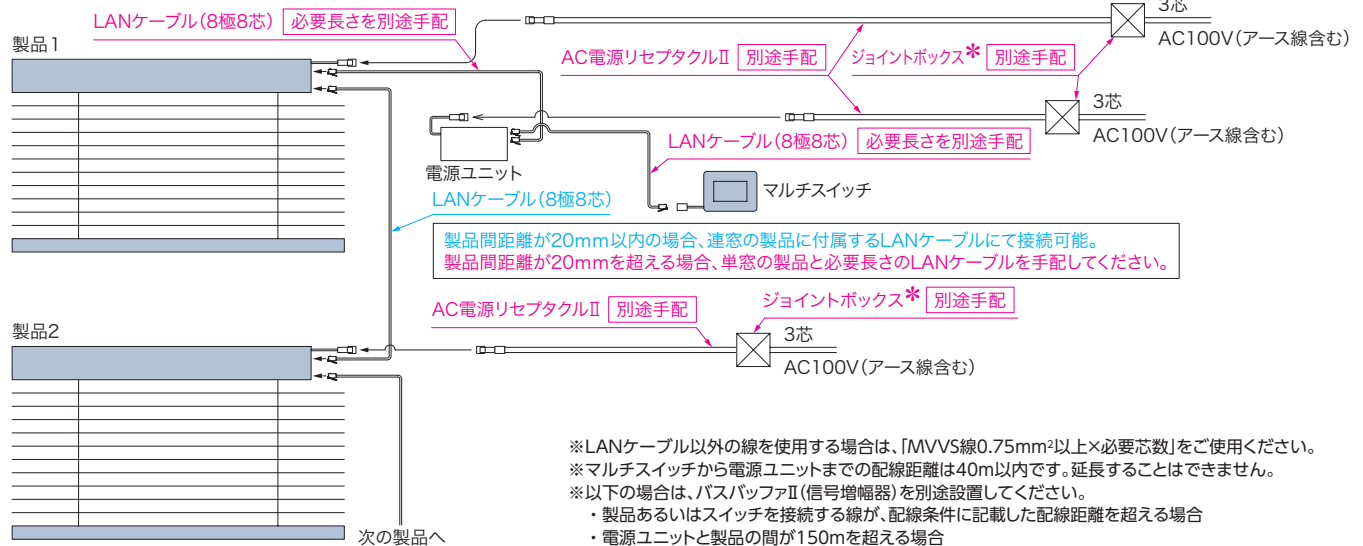 3芯
LANケーブル(8極8芯) 必要長さを別途手配
AC100V(アース線含む)
製品1
AC電源リセプタクルⅡ 別途手配 ジョイントボックス* 別途手配
3芯
AC100V(アース線含む)
LANケーブル(8極8芯) 必要長さを別途手配
電源ユニット
マルチスイッチ
LANケーブル(8極8芯)
製品間距離が20mm以内の場合、連窓の製品に付属するLANケーブルにて接続可能。
製品間距離が20mmを超える場合、単窓の製品と必要長さのLANケーブルを手配してください。
AC電源リセプタクルⅡ 別途手配 ジョイントボックス* 別途手配
製品2
3芯
AC100V(アース線含む)
※LANケーブル以外の線を使用する場合は、「MVVS線0.75mm²以上×必要芯数」をご使用ください。
※マルチスイッチから電源ユニットまでの配線距離は40m以内です。延長することはできません。
※以下の場合は、バスバッファⅡ(信号増幅器)を別途設置してください。
・製品あるいはスイッチを接続する線が、配線条件に記載した配線距離を超える場合
・電源ユニットと製品の間が150mを超える場合
次の製品へ